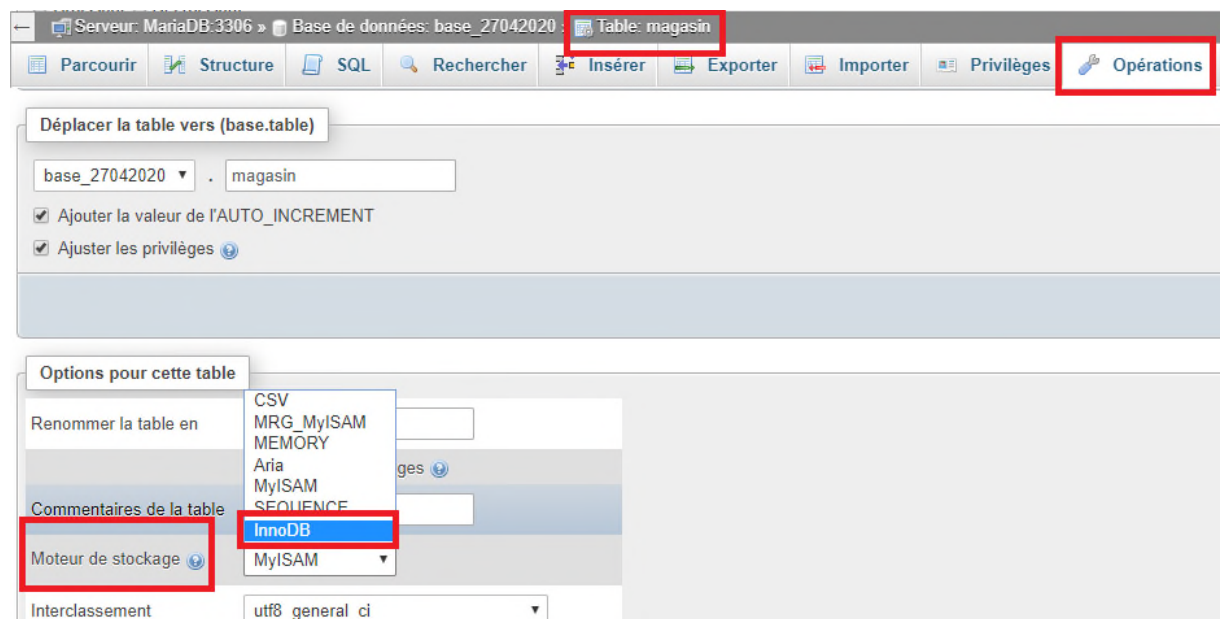 ← Serveur: MariaDB:3306 » Base de données: base_27042020 » Table: magasin
Parcourir Structure SQL Rechercher Insérer Exporter Importer Privilèges Opérations
Déplacer la table vers (base.table)
base_27042020 ▼ . magasin
Ajouter la valeur de l'AUTO_INCREMENT
Ajuster les privilèges
Options pour cette table
CSV
Renommer la table en MRG_MyISAM
MEMORY
Aria
ges
MyISAM
Commentaires de la table SEQUENCE
InnoDB
Moteur de stockage MyISAM ▼
Interclassement utf8_general_ci ▼